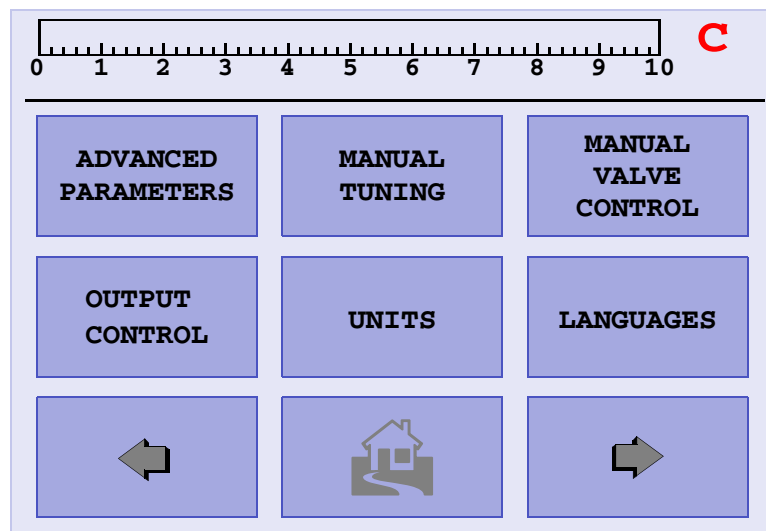 C
0 1 2 3 4 5 6 7 8 9 10
ADVANCED
PARAMETERS
MANUAL
TUNING
MANUAL
VALVE
CONTROL
OUTPUT
CONTROL
UNITS
LANGUAGES